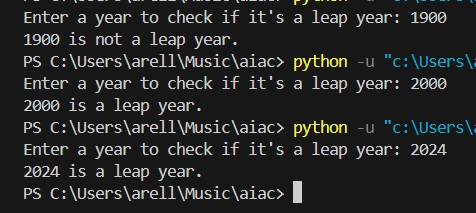 Enter a year to check if it's a leap year: 1900
1900 is not a leap year.
PS C:\Users\arell\Music\aiac> python -u "c:\Users\a
Enter a year to check if it's a leap year: 2000
2000 is a leap year.
PS C:\Users\arell\Music\aiac> python -u "c:\Users\a
Enter a year to check if it's a leap year: 2024
2024 is a leap year.
PS C:\Users\arell\Music\aiac>